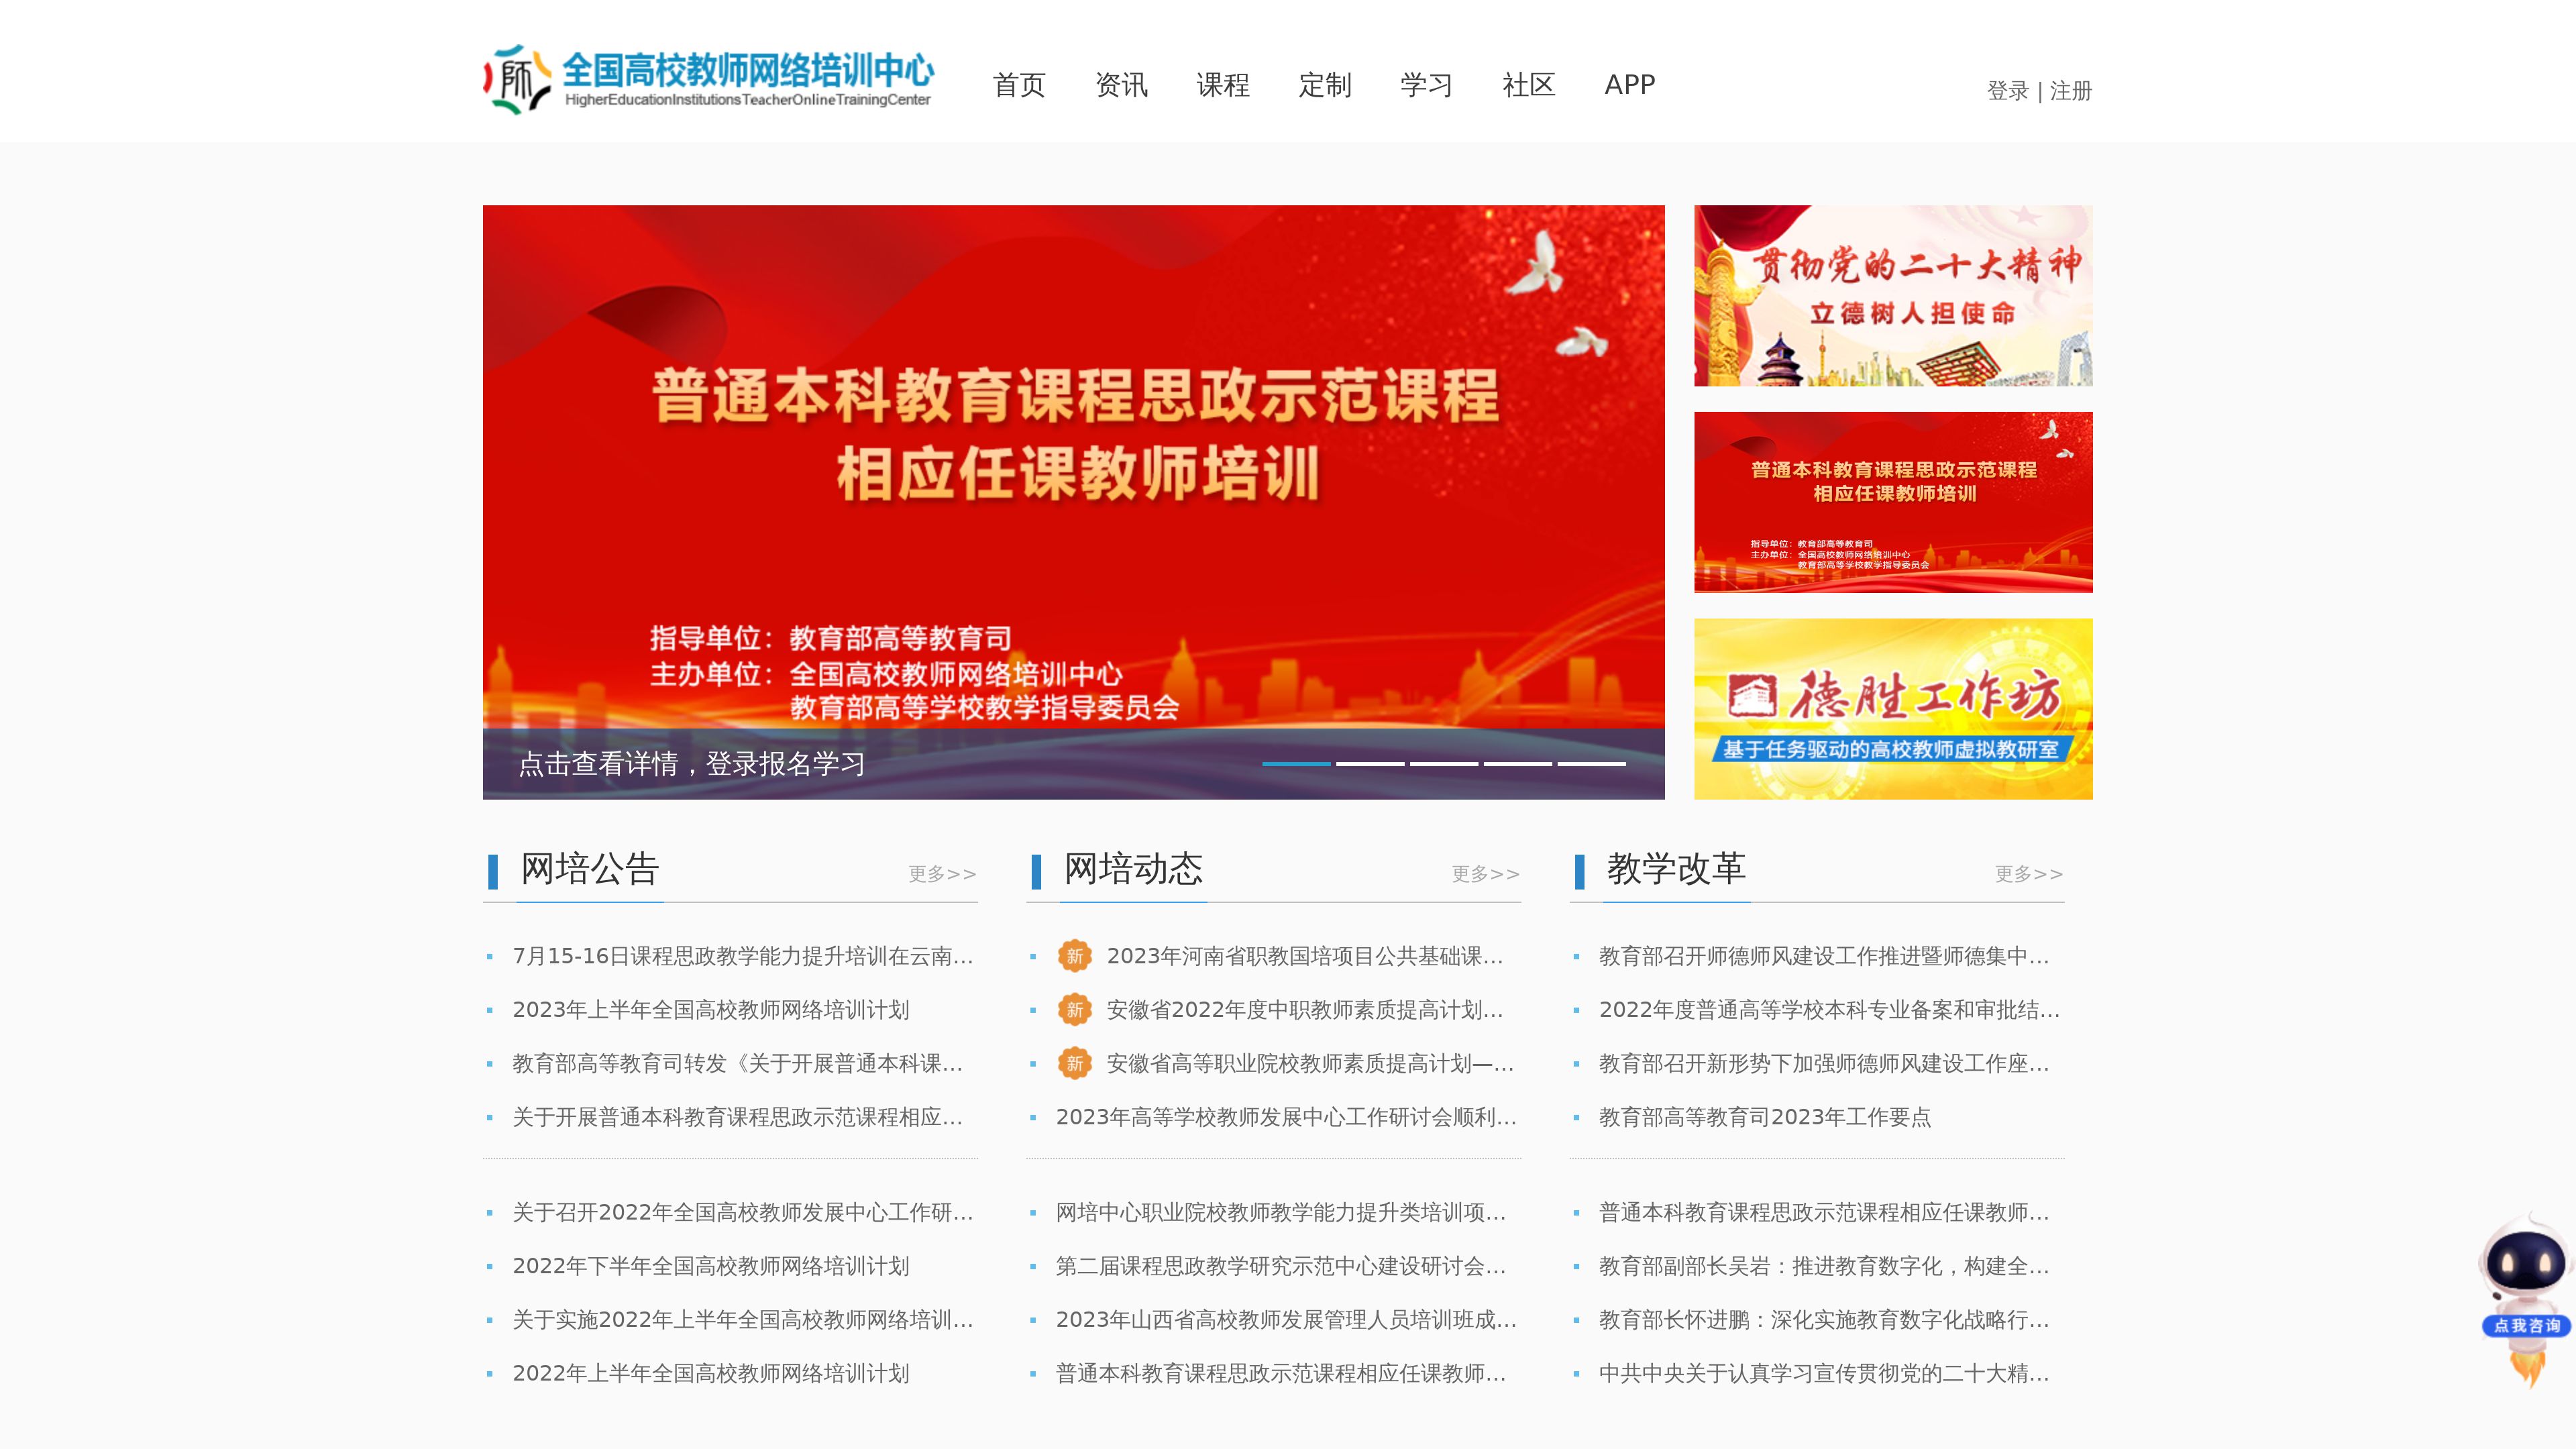 師 全国高校教师网络培训中心
HigherEducationInstitutionsTeacherOnlineTrainingCenter
首页 资讯 课程 定制 学习 社区 APP
登录 | 注册
普通本科教育课程思政示范课程
相应任课教师培训
指导单位：教育部高等教育司
主办单位：全国高校教师网络培训中心
教育部高等学校教学指导委员会
点击查看详情，登录报名学习
贯彻党的二十大精神
立德树人担使命
普通本科教育课程思政示范课程
相应任课教师培训
指导单位：教育部高等教育司
主办单位：全国高校教师网络培训中心
教育部高等学校教学指导委员会
德胜工作坊
基于任务驱动的高校教师虚拟教研室
网培公告 更多>>
7月15-16日课程思政教学能力提升培训在云南...
2023年上半年全国高校教师网络培训计划
教育部高等教育司转发《关于开展普通本科课...
关于开展普通本科教育课程思政示范课程相应...
关于召开2022年全国高校教师发展中心工作研...
2022年下半年全国高校教师网络培训计划
关于实施2022年上半年全国高校教师网络培训...
2022年上半年全国高校教师网络培训计划
网培动态 更多>>
新 2023年河南省职教国培项目公共基础课...
新 安徽省2022年度中职教师素质提高计划...
新 安徽省高等职业院校教师素质提高计划—...
2023年高等学校教师发展中心工作研讨会顺利...
网培中心职业院校教师教学能力提升类培训项...
第二届课程思政教学研究示范中心建设研讨会...
2023年山西省高校教师发展管理人员培训班成...
普通本科教育课程思政示范课程相应任课教师...
教学改革 更多>>
教育部召开师德师风建设工作推进暨师德集中...
2022年度普通高等学校本科专业备案和审批结...
教育部召开新形势下加强师德师风建设工作座...
教育部高等教育司2023年工作要点
普通本科教育课程思政示范课程相应任课教师...
教育部副部长吴岩：推进教育数字化，构建全...
教育部长怀进鹏：深化实施教育数字化战略行...
中共中央关于认真学习宣传贯彻党的二十大精...
点我咨询